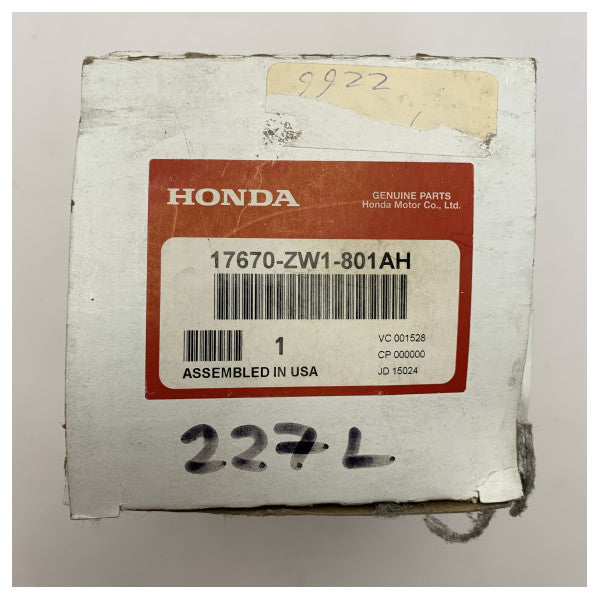 9922
HONDA
GENUINE PARTS
Honda Motor Co., Ltd.
17670-ZW1-801AH
1
VC 001528
CP 000000
ASSEMBLED IN USA
JD 15024
227L